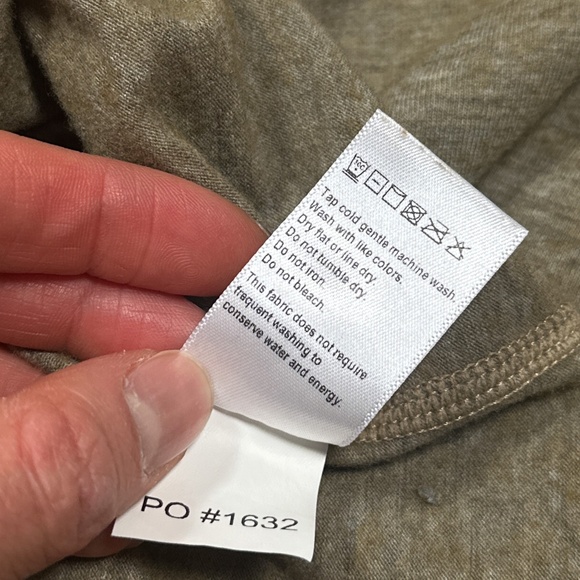 Tap cold gentle machine wash.
Wash with like colors.
Dry flat or line dry.
Do not tumble dry.
Do not iron.
Do not bleach.
This fabric does not require
frequent washing to
conserve water and energy.
PO #1632